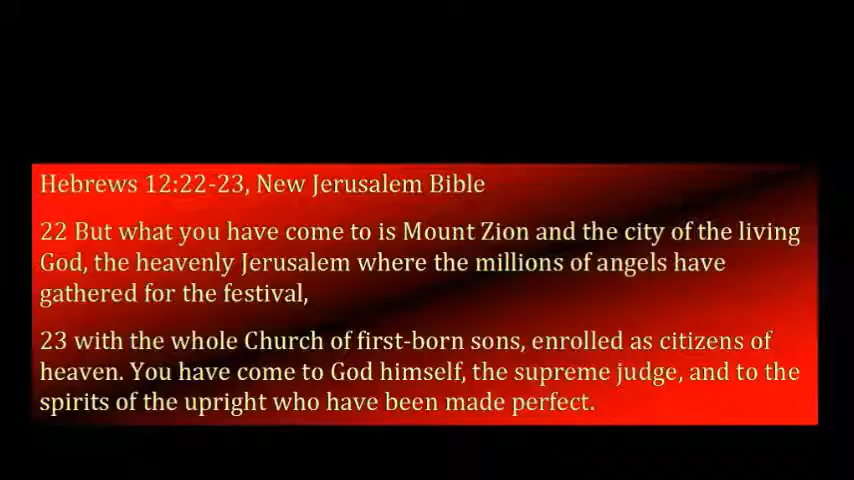 Hebrews 12:22-23, New Jerusalem Bible
22 But what you have come to is Mount Zion and the city of the living
God, the heavenly Jerusalem where the millions of angels have
gathered for the festival,
23 with the whole Church of first-born sons, enrolled as citizens of
heaven. You have come to God himself, the supreme judge, and to the
spirits of the upright who have been made perfect.